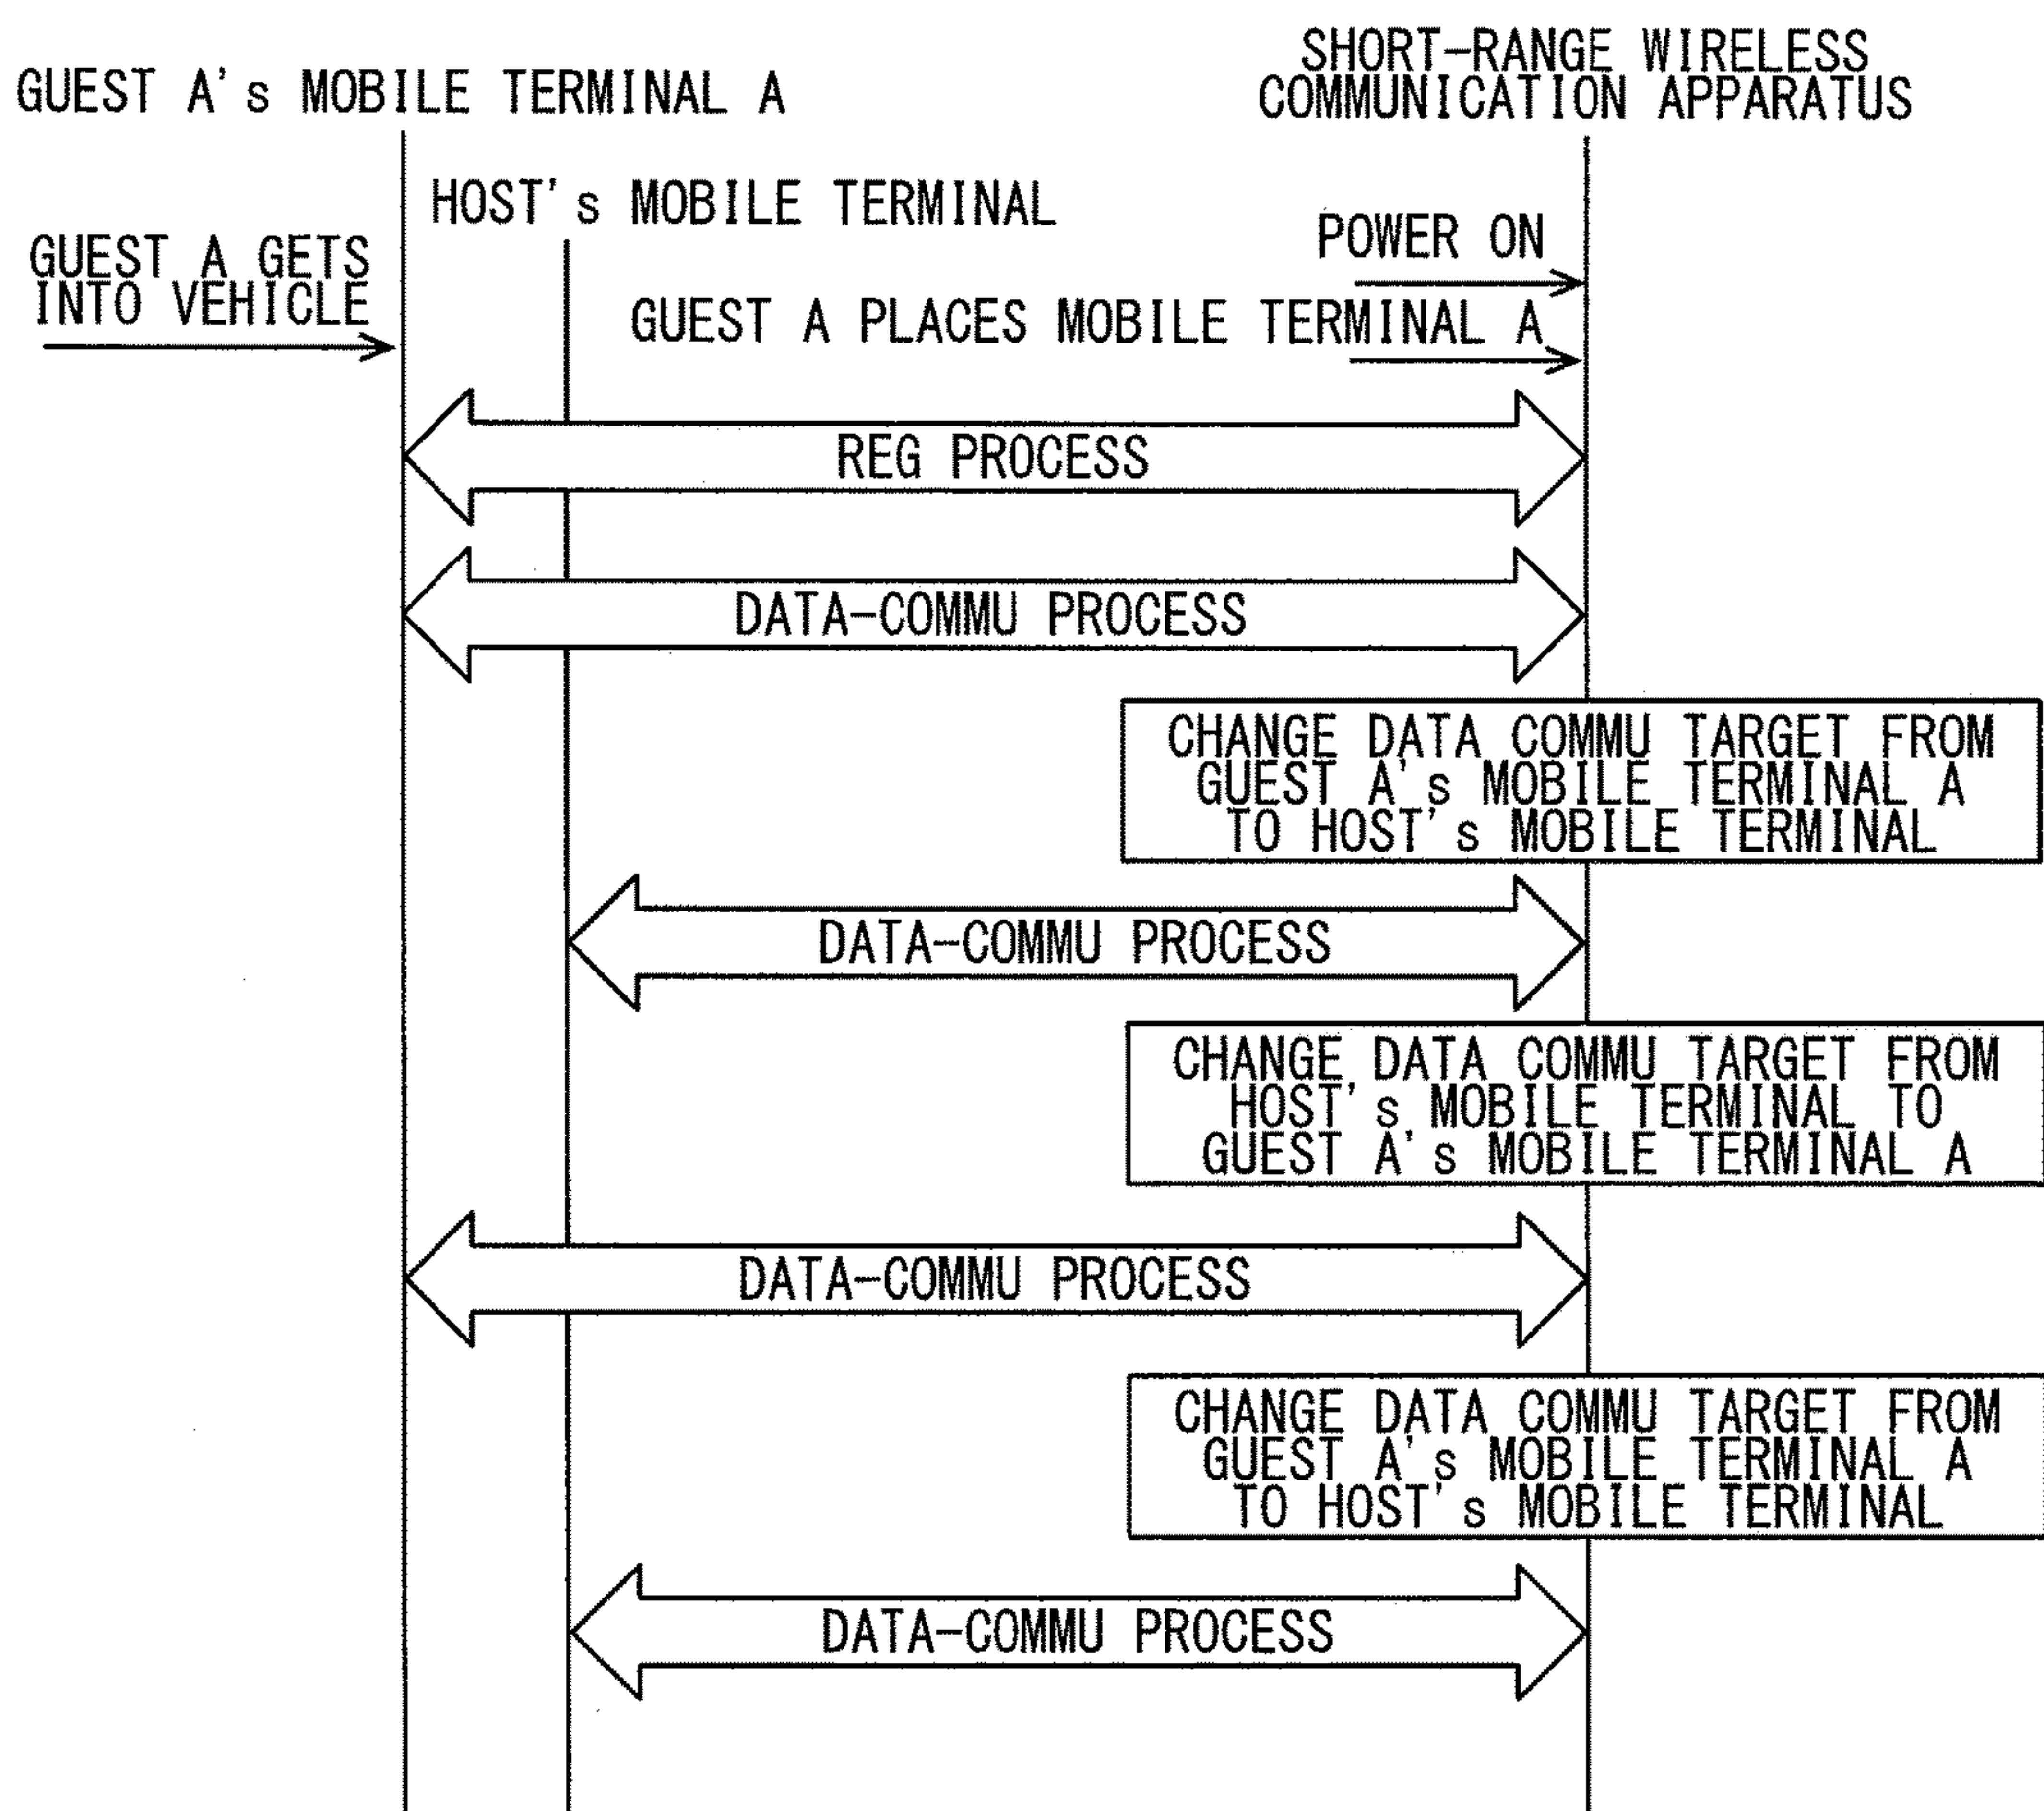 SHORT-RANGE WIRELESS
COMMUNICATION APPARATUS
GUEST A's MOBILE TERMINAL A
HOST's MOBILE TERMINAL
POWER ON
GUEST A GETS
INTO VEHICLE
GUEST A PLACES MOBILE TERMINAL A
REG PROCESS
DATA-COMMU PROCESS
CHANGE DATA COMMU TARGET FROM
GUEST A's MOBILE TERMINAL A
TO HOST's MOBILE TERMINAL
DATA-COMMU PROCESS
CHANGE DATA COMMU TARGET FROM
HOST's MOBILE TERMINAL TO
GUEST A's MOBILE TERMINAL A
DATA-COMMU PROCESS
CHANGE DATA COMMU TARGET FROM
GUEST A's MOBILE TERMINAL A
TO HOST's MOBILE TERMINAL
DATA-COMMU PROCESS